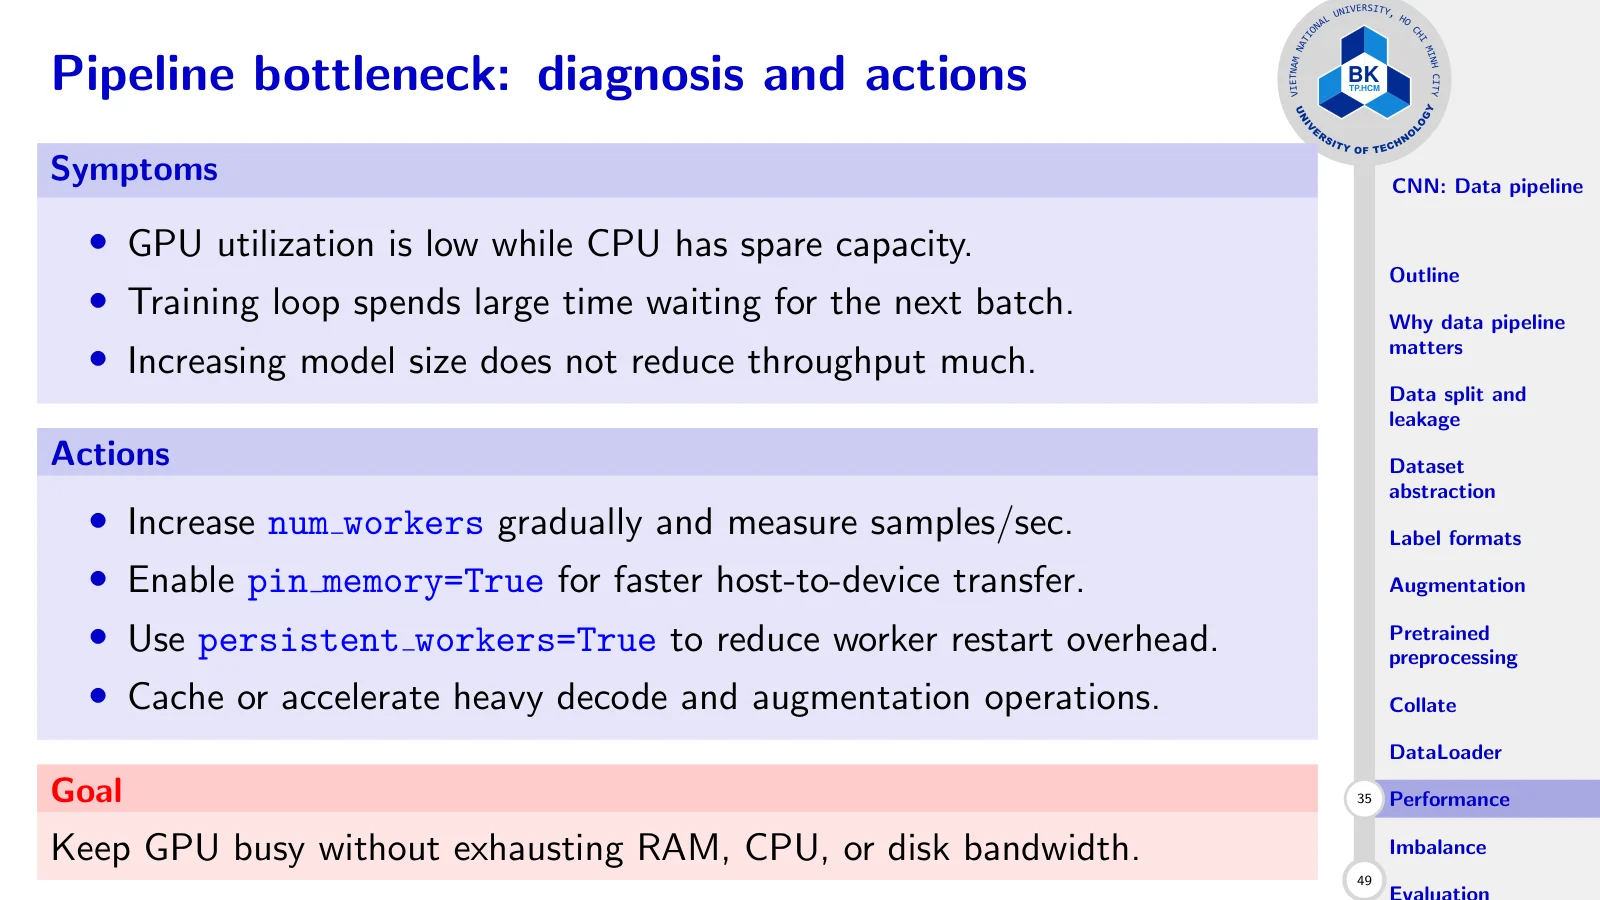 Pipeline bottleneck: diagnosis and actions
VIETNAM NATIONAL UNIVERSITY, HO CHI MINH CITY
BK
TP.HCM
UNIVERSITY OF TECHNOLOGY
Symptoms
• GPU utilization is low while CPU has spare capacity.
• Training loop spends large time waiting for the next batch.
• Increasing model size does not reduce throughput much.
Actions
• Increase num_workers gradually and measure samples/sec.
• Enable pin_memory=True for faster host-to-device transfer.
• Use persistent_workers=True to reduce worker restart overhead.
• Cache or accelerate heavy decode and augmentation operations.
Goal
Keep GPU busy without exhausting RAM, CPU, or disk bandwidth.
CNN: Data pipeline
Outline
Why data pipeline
matters
Data split and
leakage
Dataset
abstraction
Label formats
Augmentation
Pretrained
preprocessing
Collate
DataLoader
35 Performance
Imbalance
49
Evaluation